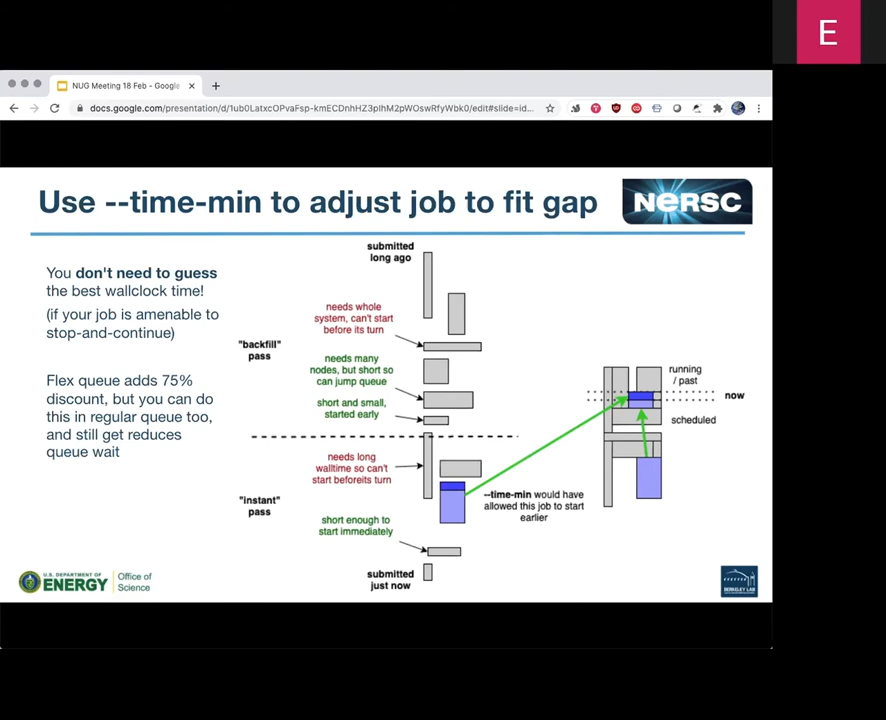 E
NUG Meeting 18 Feb - Google
docs.google.com/presentation/d/1ub0LatxcOPvaFsp-kmECDnhHZ3plhM2pWOswRfyWbk0/edit#slide=id...
Use --time-min to adjust job to fit gap
NERSC
You don't need to guess
the best wallclock time!
(if your job is amenable to
stop-and-continue)
Flex queue adds 75%
discount, but you can do
this in regular queue too,
and still get reduces
queue wait
submitted
long ago
needs whole
system, can't start
before its turn
"backfill"
pass
needs many
nodes, but short so
can jump queue
short and small,
started early
needs long
walltime so can't
start beforeits turn
"instant"
pass
short enough to
start immediately
submitted
just now
--time-min would have
allowed this job to start
earlier
running
/ past
now
scheduled
U.S. DEPARTMENT OF
ENERGY
Office of
Science
BERKELEY LAB